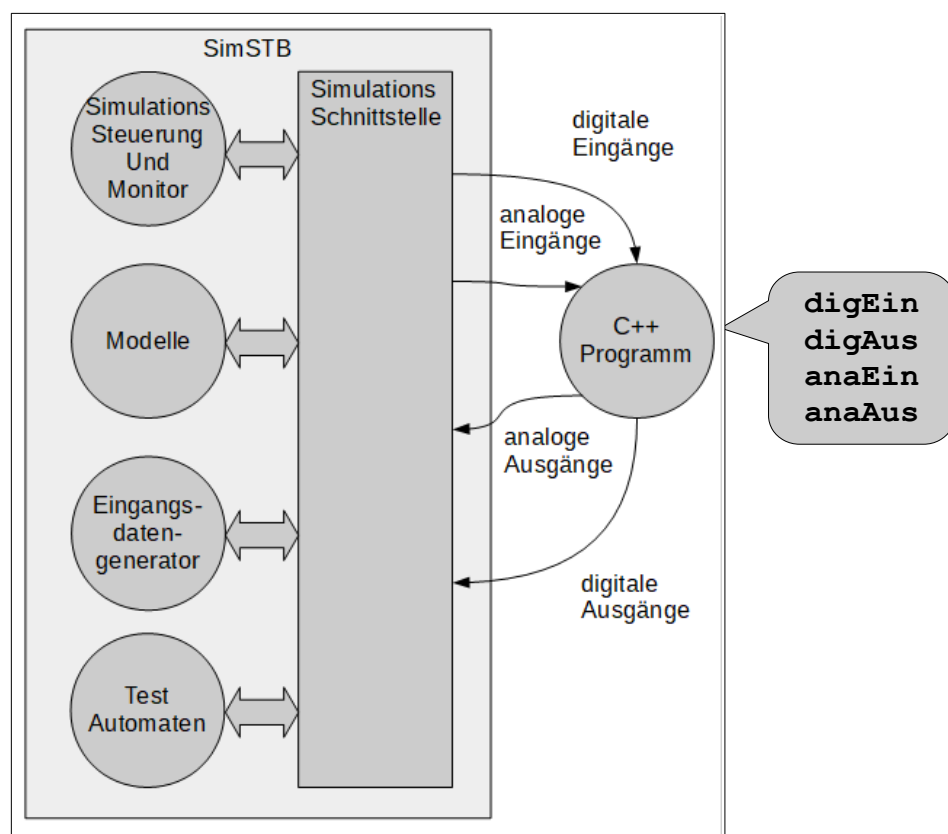 SimSTB
Simulations
Steuerung
Und
Monitor
Simulations
Schnittstelle
digitale
Eingänge
analoge
Eingänge
Modelle
C++
Programm
digEin
digAus
anaEin
anaAus
analoge
Ausgänge
Eingangs-
daten-
generator
digitale
Ausgänge
Test
Automaten